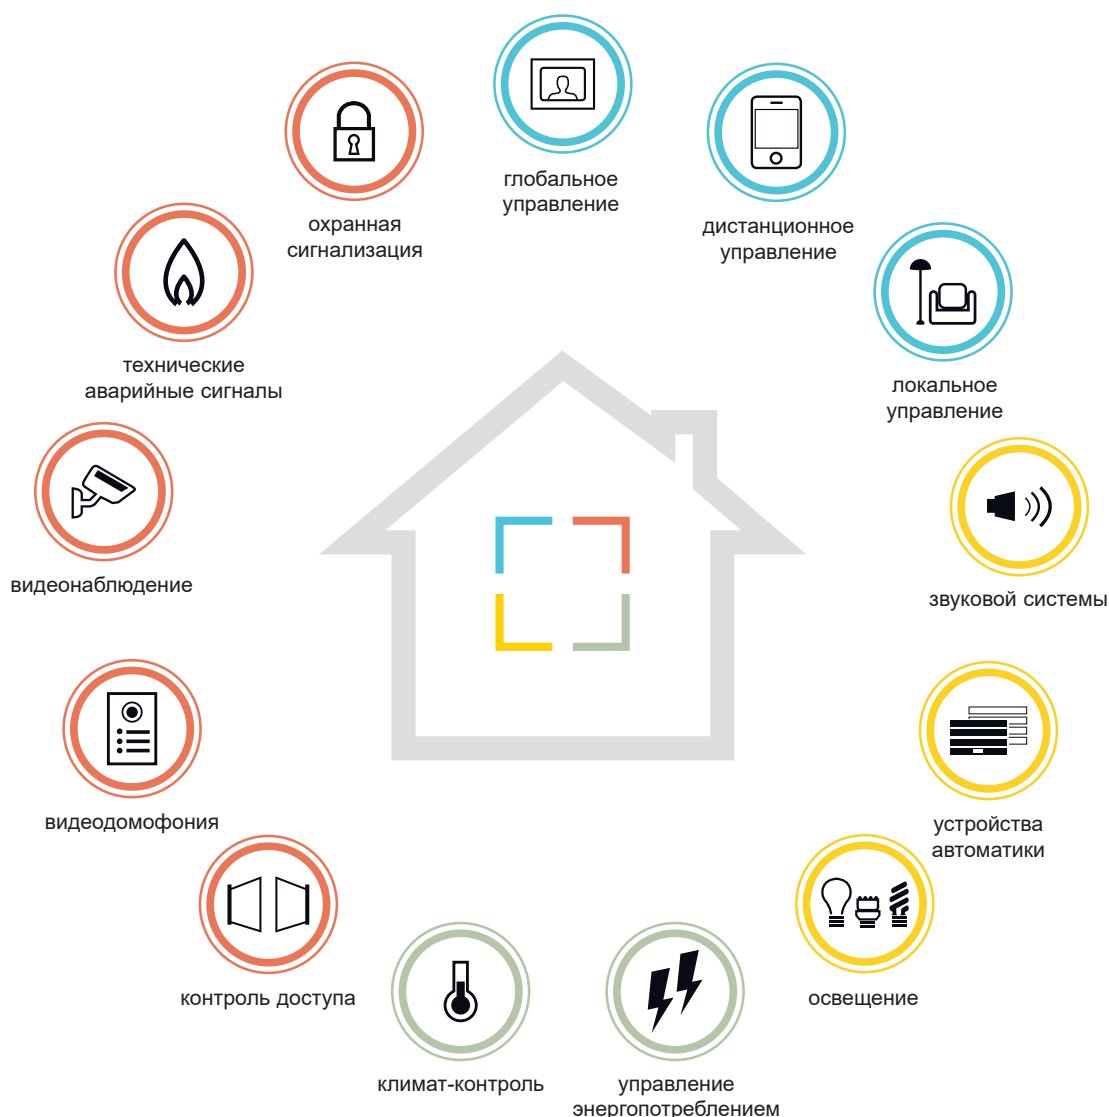 глобальное
управление
дистанционное
управление
локальное
управление
звуковой системы
устройства
автоматики
освещение
управление
энергопотреблением
климат-контроль
контроль доступа
видеодомофония
видеонаблюдение
технические
аварийные сигналы
охранная
сигнализация